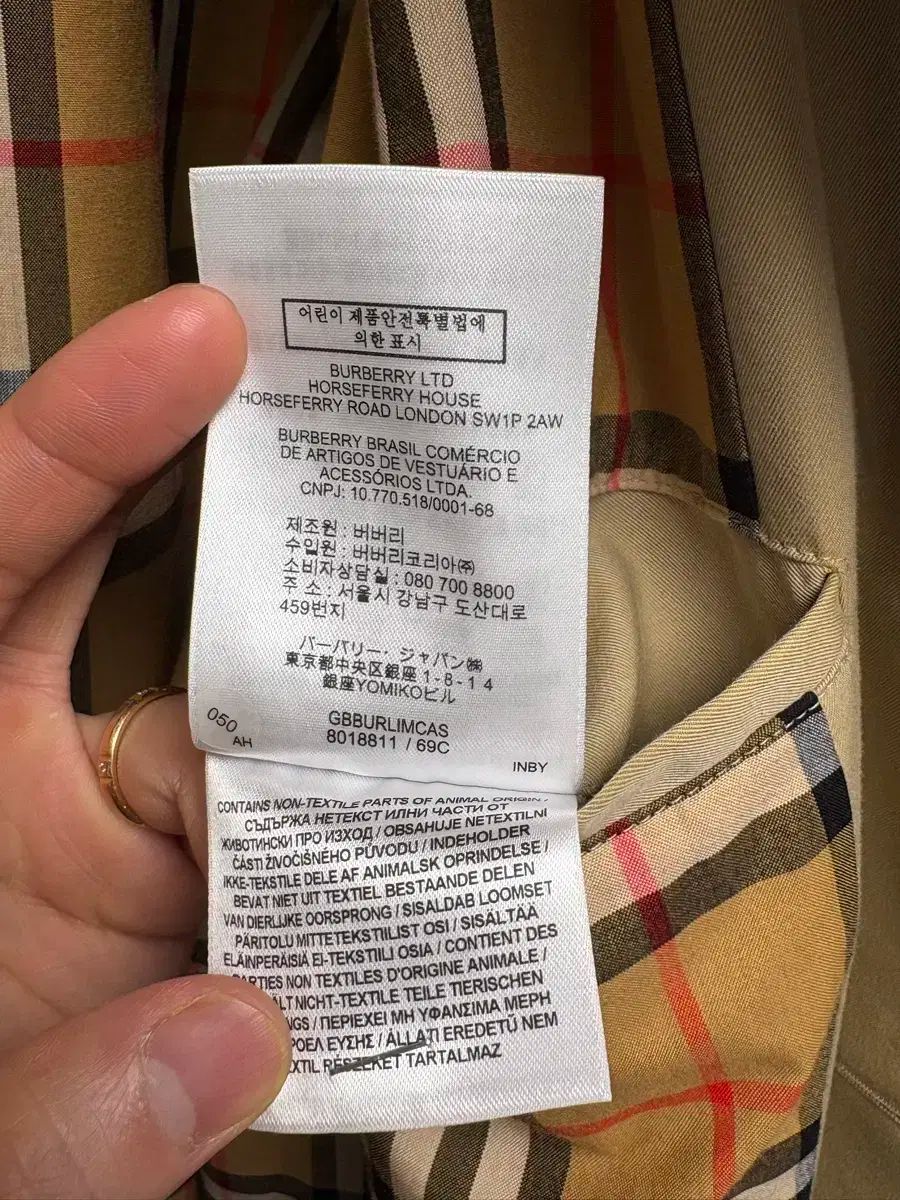 어린이 제품안전특별법에
의한 표시
BURBERRY LTD
HORSEFERRY HOUSE
HORSEFERRY ROAD LONDON SW1P 2AW
BURBERRY BRASIL COMÉRCIO
DE ARTIGOS DE VESTUÁRIO E
ACESSÓRIOS LTDA.
CNPJ: 10.770.518/0001-68
제조원 : 버버리
수입원 : 버버리코리아㈜
소비자상담실 : 080 700 8800
주 소 : 서울시 강남구 도산대로
459번지
バーバリー・ジャパン㈱
東京都中央区銀座1-8-14
銀座YOMIKOビル
050
AH
GBBURLIMCAS
8018811 / 69C
INBY
CONTAINS NON-TEXTILE PARTS OF ANIMAL ORIGIN /
СЪДЪРЖА НЕТЕКСТ ИЛНИ ЧАСТИ ОТ
ЖИВОТИНСКИ ПРО ИЗХОД / OBSAHUJE NETEXTILNI
ČÁSTI ŽIVOČIŠNÉHO PŮVODU / INDEHOLDER
IKKE-TEKSTILE DELE AF ANIMALSK OPRINDELSE /
BEVAT NIET UIT TEXTIEL BESTAANDE DELEN
VAN DIERLIJKE OORSPRONG / SISALDAB LOOMSET
PÄRITOLU MITTETEKSTIILIST OSI / SISÄLTÄÄ
ELÄINPERÄISIÄ EI-TEKSTIILI OSIA / CONTIENT DES
PARTIES NON TEXTILES D'ORIGINE ANIMALE /
NICHT-TEXTILE TEILE TIERISCHEN
/ ΠΕΡΙΕΧΕΙ ΜΗ ΥΦΑΝΣΙΜΑ ΜΕΡΗ
ΕΥΣΗΣ / ÁLLATI EREDETŰ NEM
RÉSZEKET TARTALMAZ